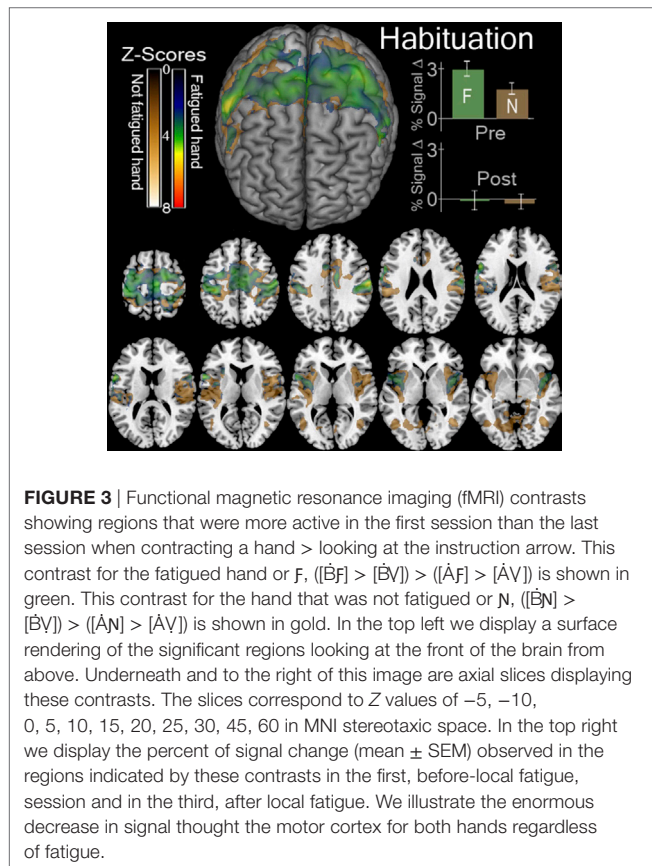 Habituation
Z-Scores
Not fatigued hand
Fatigued hand
0
4
8
% Signal Δ
3
0
F
N
Pre
% Signal Δ
3
0
Post
FIGURE 3 | Functional magnetic resonance imaging (fMRI) contrasts
showing regions that were more active in the first session than the last
session when contracting a hand > looking at the instruction arrow. This
contrast for the fatigued hand or F̣, ([ḂF̣] > [ḂṾ]) > ([ȦF̣] > [ȦṾ]) is shown in
green. This contrast for the hand that was not fatigued or Ṇ, ([ḂṆ] >
[ḂṾ]) > ([ȦṆ] > [ȦṾ]) is shown in gold. In the top left we display a surface
rendering of the significant regions looking at the front of the brain from
above. Underneath and to the right of this image are axial slices displaying
these contrasts. The slices correspond to Z values of −5, −10,
0, 5, 10, 15, 20, 25, 30, 45, 60 in MNI stereotaxic space. In the top right
we display the percent of signal change (mean ± SEM) observed in the
regions indicated by these contrasts in the first, before-local fatigue,
session and in the third, after local fatigue. We illustrate the enormous
decrease in signal thought the motor cortex for both hands regardless
of fatigue.